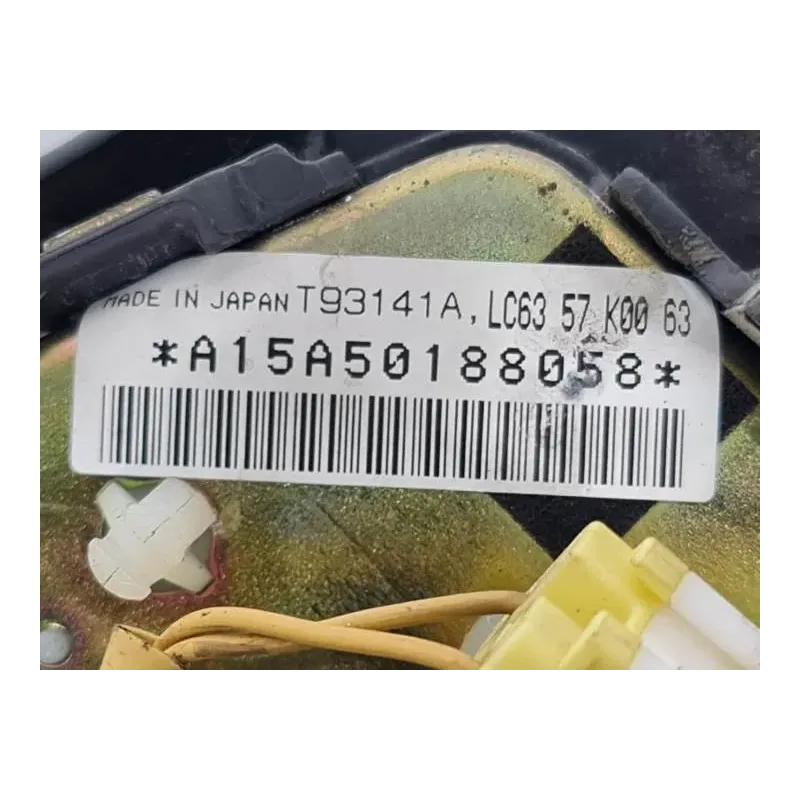 MADE IN JAPAN T93141A, LC63 57 K00 63
*A15A50188058*